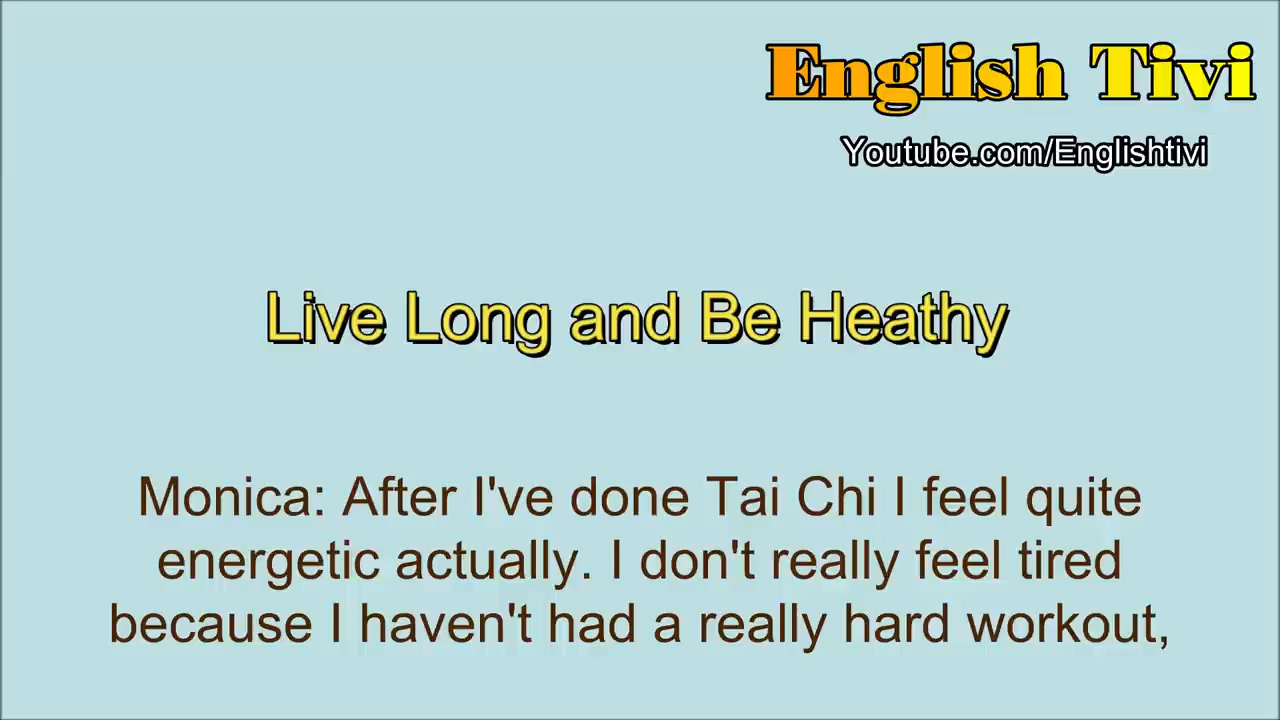 English Tivi
Youtube.com/Englishtivi
Live Long and Be Heathy
Monica: After I've done Tai Chi I feel quite
energetic actually. I don't really feel tired
because I haven't had a really hard workout,